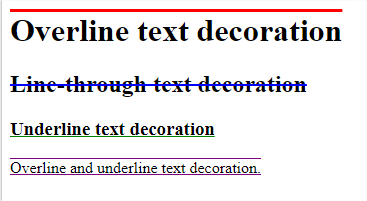 Overline text decoration
Line-through text decoration
Underline text decoration
Overline and underline text decoration.